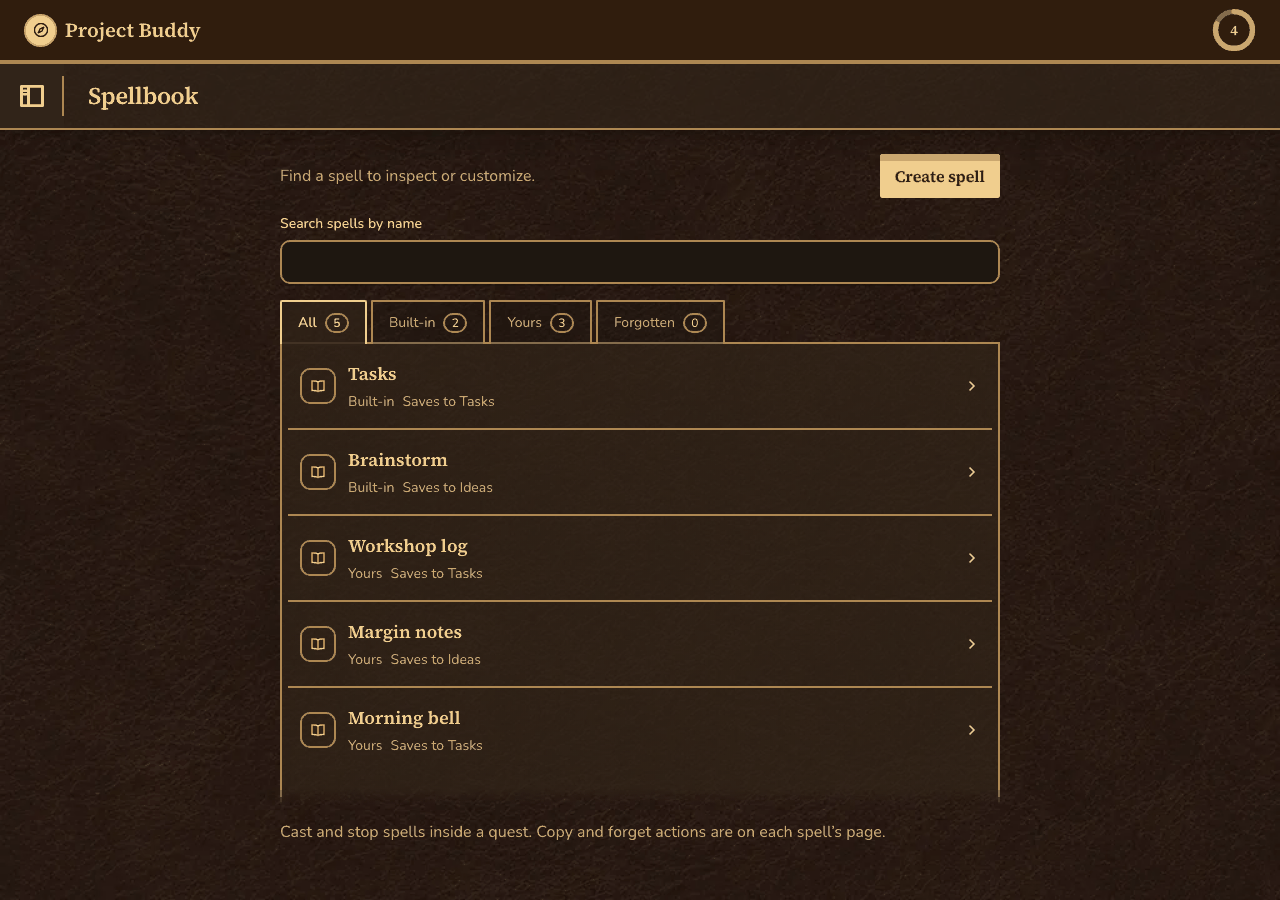 Project Buddy
4
Spellbook
Find a spell to inspect or customize.
Create spell
Search spells by name
All 5 Built-in 2 Yours 3 Forgotten 0
Tasks
Built-in Saves to Tasks
Brainstorm
Built-in Saves to Ideas
Workshop log
Yours Saves to Tasks
Margin notes
Yours Saves to Ideas
Morning bell
Yours Saves to Tasks
Cast and stop spells inside a quest. Copy and forget actions are on each spell’s page.